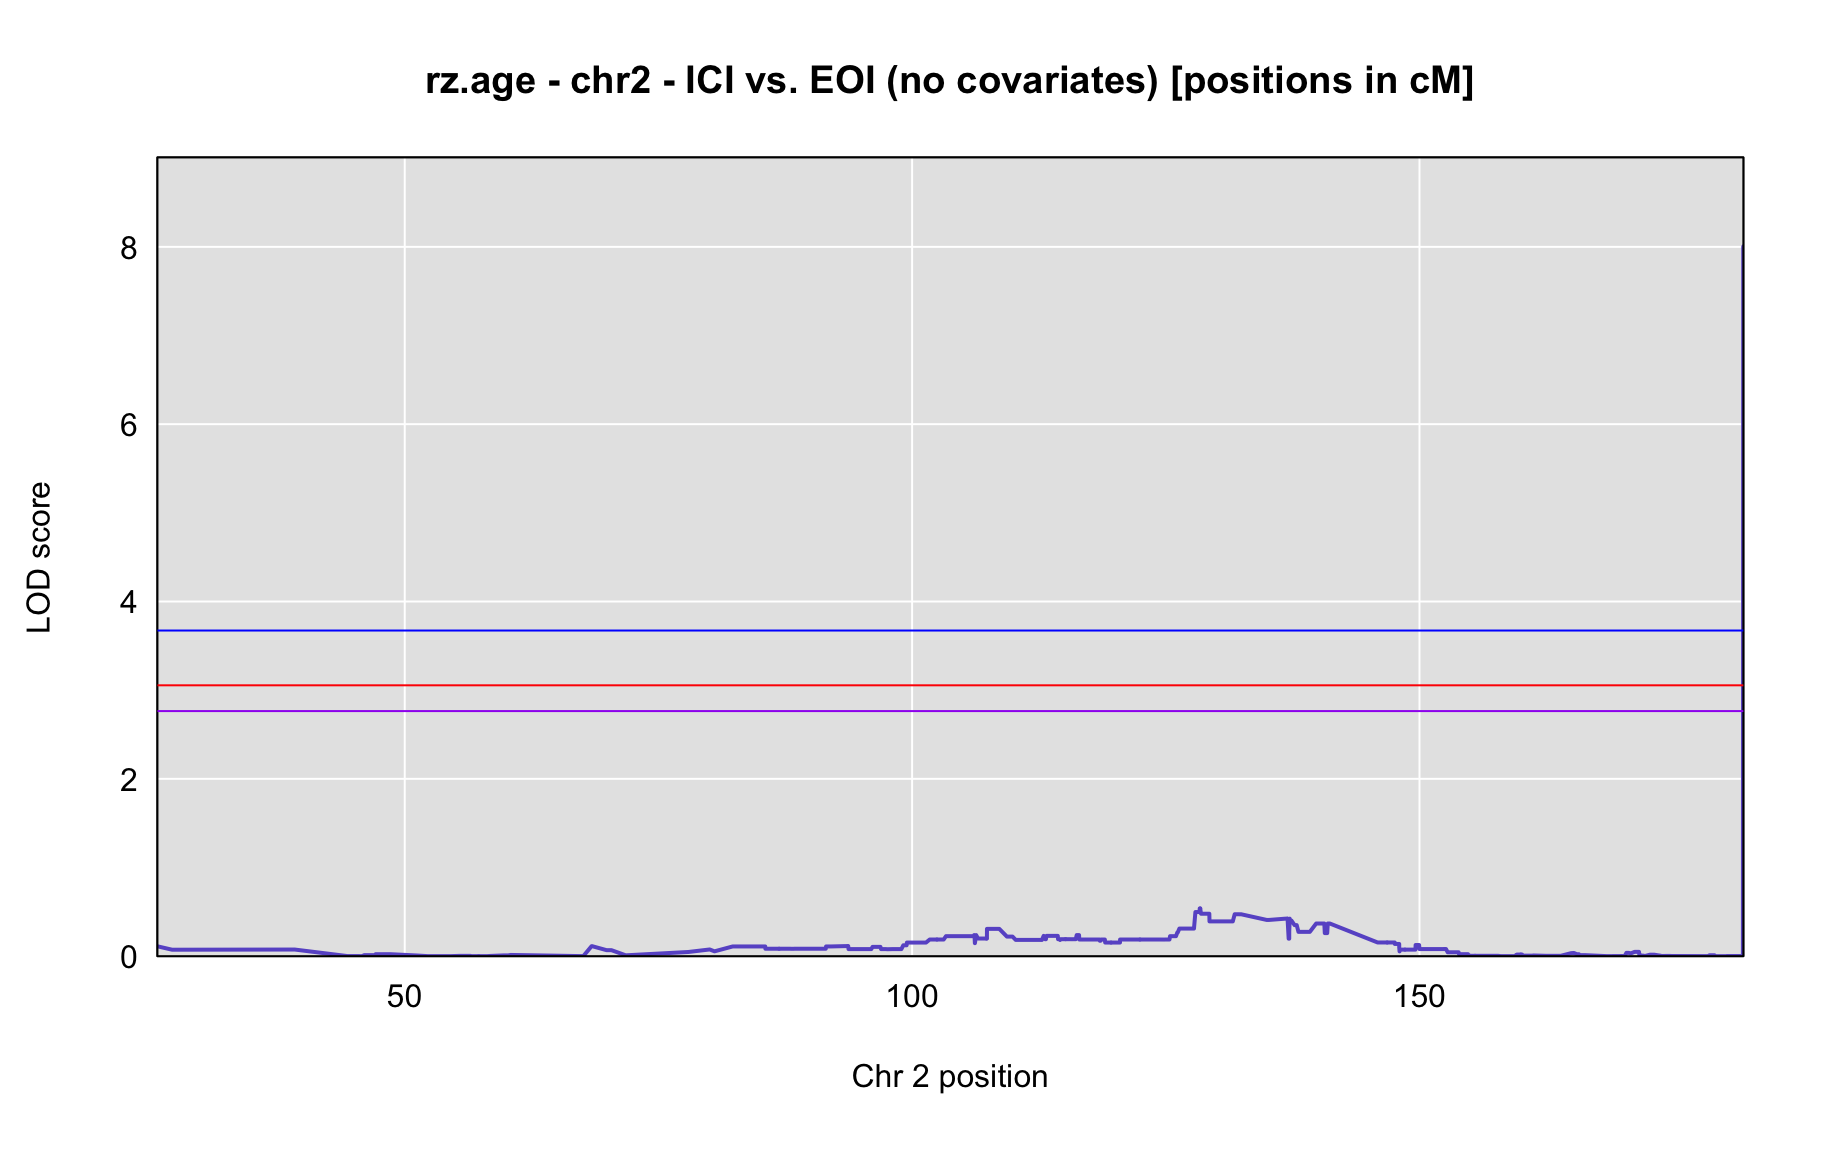 rz.age - chr2 - ICI vs. EOI (no covariates) [positions in cM]
8
6
4
2
0
LOD score
50
100
150
Chr 2 position